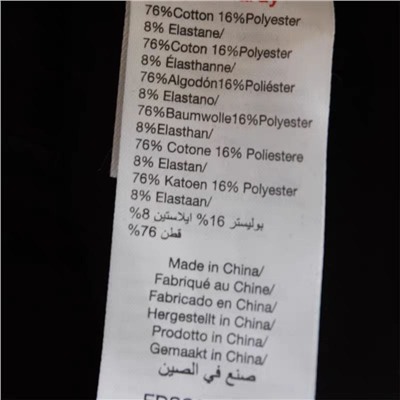 76%Cotton 16%Polyester
8% Elastane/
76%Coton 16%Polyester
8% Élasthanne/
76%Algodón16%Poliéster
8% Elastano/
76%Baumwolle16%Polyester
8%Elasthan/
76% Cotone 16% Poliestere
8% Elastan/
76% Katoen 16% Polyester
8% Elastaan/
بوليستر 16% ايلاستين 8%
قطن 76%
Made in China/
Fabriqué au Chine/
Fabricado en China/
Hergestellt in China/
Prodotto in China/
Gemaakt in China/
صنع في الصين